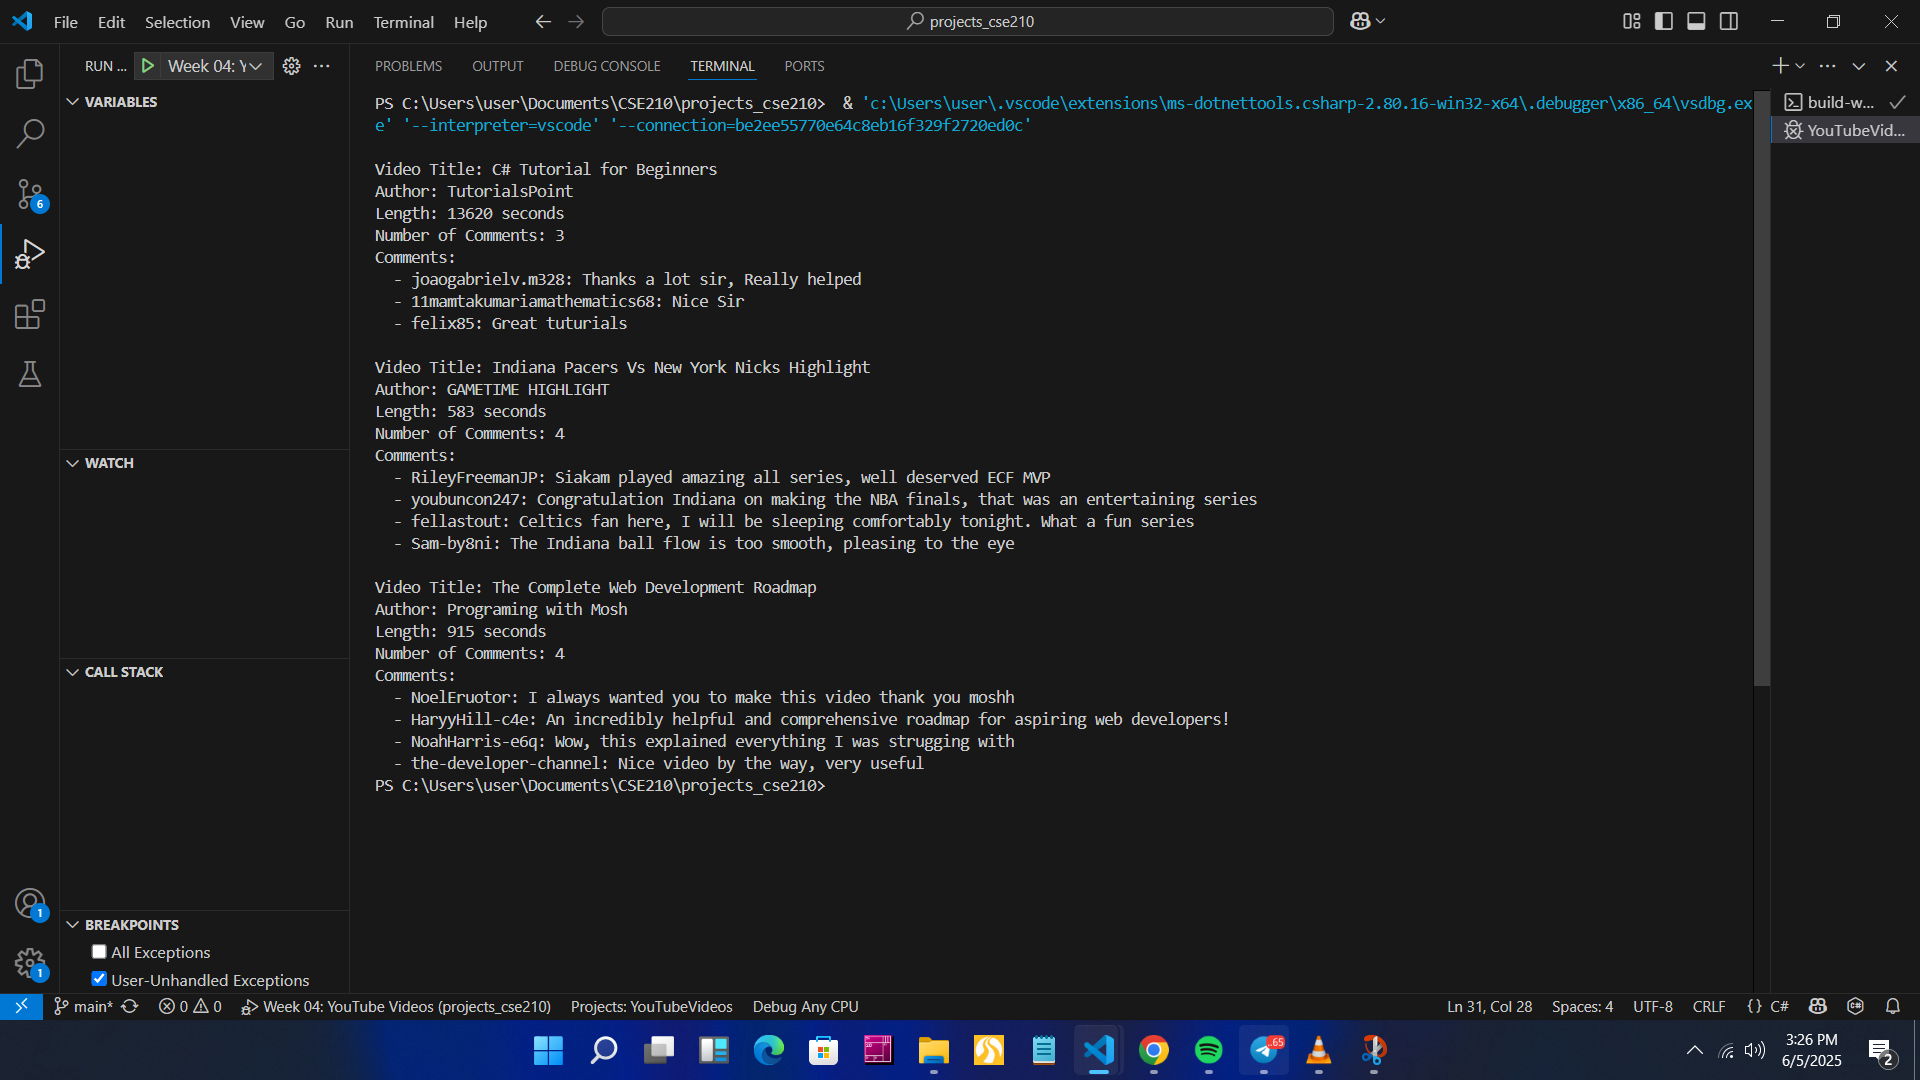 File Edit Selection View Go Run Terminal Help
projects_cse210
RUN ... Week 04: Y
PROBLEMS OUTPUT DEBUG CONSOLE TERMINAL PORTS
VARIABLES
WATCH
CALL STACK
BREAKPOINTS
All Exceptions
User-Unhandled Exceptions
6
1
1
PS C:\Users\user\Documents\CSE210\projects_cse210>  & 'c:\Users\user\.vscode\extensions\ms-dotnettools.csharp-2.80.16-win32-x64\.debugger\x86_64\vsdbg.ex
e' '--interpreter=vscode' '--connection=be2ee55770e64c8eb16f329f2720ed0c'
Video Title: C# Tutorial for Beginners
Author: TutorialsPoint
Length: 13620 seconds
Number of Comments: 3
Comments:
- joaogabrielv.m328: Thanks a lot sir, Really helped
- 11mamtakumariamathematics68: Nice Sir
- felix85: Great tuturials
Video Title: Indiana Pacers Vs New York Nicks Highlight
Author: GAMETIME HIGHLIGHT
Length: 583 seconds
Number of Comments: 4
Comments:
- RileyFreemanJP: Siakam played amazing all series, well deserved ECF MVP
- youbuncon247: Congratulation Indiana on making the NBA finals, that was an entertaining series
- fellastout: Celtics fan here, I will be sleeping comfortably tonight. What a fun series
- Sam-by8ni: The Indiana ball flow is too smooth, pleasing to the eye
Video Title: The Complete Web Development Roadmap
Author: Programing with Mosh
Length: 915 seconds
Number of Comments: 4
Comments:
- NoelEruotor: I always wanted you to make this video thank you moshh
- HaryyHill-c4e: An incredibly helpful and comprehensive roadmap for aspiring web developers!
- NoahHarris-e6q: Wow, this explained everything I was strugging with
- the-developer-channel: Nice video by the way, very useful
PS C:\Users\user\Documents\CSE210\projects_cse210>
build-w...
YouTubeVid...
main* 0 0 Week 04: YouTube Videos (projects_cse210) Projects: YouTubeVideos Debug Any CPU Ln 31, Col 28 Spaces: 4 UTF-8 CRLF {} C#
..65
3:26 PM
6/5/2025
2